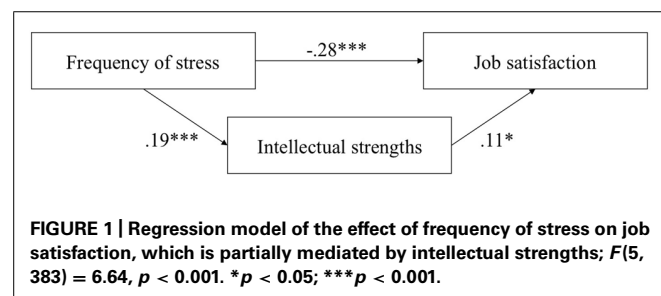 Frequency of stress
-.28***
Job satisfaction
.19***
Intellectual strengths
.11*
FIGURE 1 | Regression model of the effect of frequency of stress on job
satisfaction, which is partially mediated by intellectual strengths; F(5,
383) = 6.64, p < 0.001. *p < 0.05; ***p < 0.001.